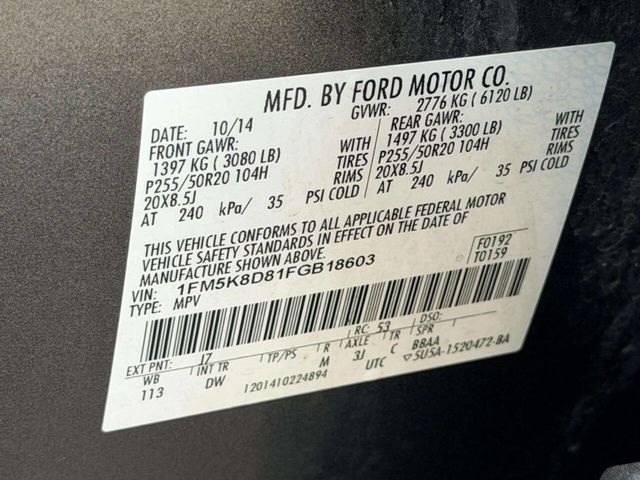 MFD. BY FORD MOTOR CO.
DATE: 10/14 GVWR: 2776 KG ( 6120 LB)
FRONT GAWR: REAR GAWR:
1397 KG ( 3080 LB) WITH 1497 KG ( 3300 LB) WITH
P255/50R20 104H TIRES P255/50R20 104H TIRES
20X8.5J RIMS 20X8.5J RIMS
AT 240 kPa/ 35 PSI COLD AT 240 kPa/ 35 PSI COLD
THIS VEHICLE CONFORMS TO ALL APPLICABLE FEDERAL MOTOR
VEHICLE SAFETY STANDARDS IN EFFECT ON THE DATE OF
MANUFACTURE SHOWN ABOVE.
VIN: 1FM5K8D81FGB18603 F0192
TYPE: MPV T0159
EXT PNT: J7 RC: 53 DSO:
WB INT TR TP/PS R AXLE TR SPR
113 DW M 3J C BBAA
1201410224894 UTC ▽5U5A-1520472-BA